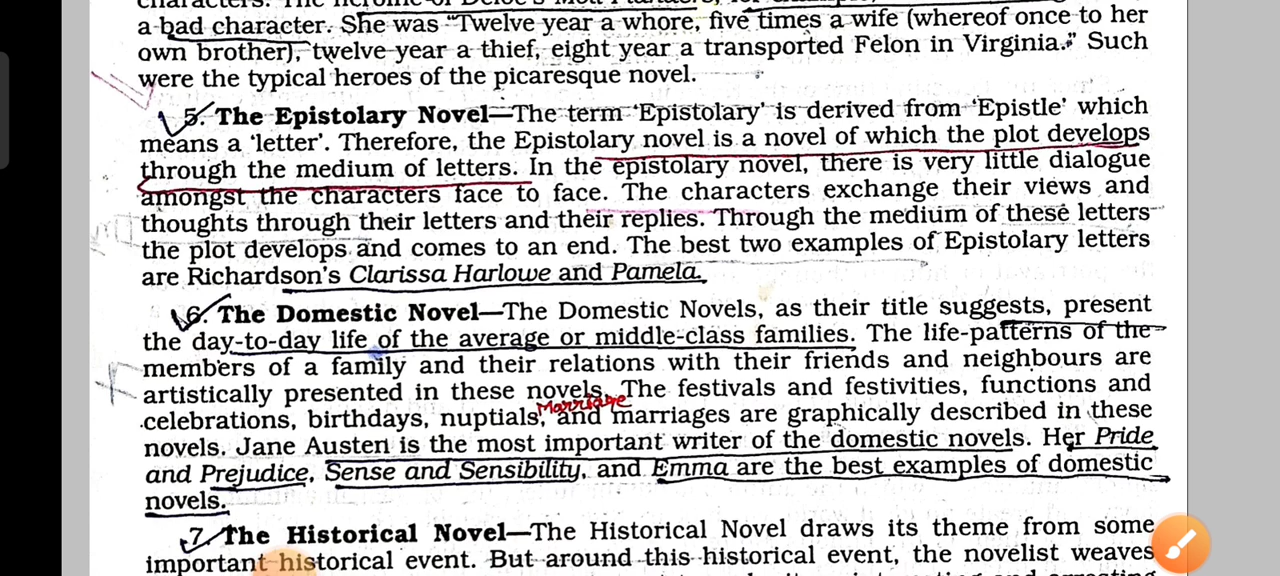 a bad character. She was "Twelve year a whore, five times a wife (whereof once to her
own brother), twelve year a thief, eight year a transported Felon in Virginia." Such
were the typical heroes of the picaresque novel.
5. The Epistolary Novel—The term 'Epistolary' is derived from 'Epistle' which
means a 'letter'. Therefore, the Epistolary novel is a novel of which the plot develops
through the medium of letters. In the epistolary novel, there is very little dialogue
amongst the characters face to face. The characters exchange their views and
thoughts through their letters and their replies. Through the medium of these letters
the plot develops and comes to an end. The best two examples of Epistolary letters
are Richardson's Clarissa Harlowe and Pamela.
6. The Domestic Novel—The Domestic Novels, as their title suggests, present
the day-to-day life of the average or middle-class families. The life-patterns of the
members of a family and their relations with their friends and neighbours are
artistically presented in these novels. The festivals and festivities, functions and
Marriage
celebrations, birthdays, nuptials, and marriages are graphically described in these
novels. Jane Austen is the most important writer of the domestic novels. Her Pride
and Prejudice, Sense and Sensibility, and Emma are the best examples of domestic
novels.
7. The Historical Novel—The Historical Novel draws its theme from some
important historical event. But around this historical event, the novelist weaves